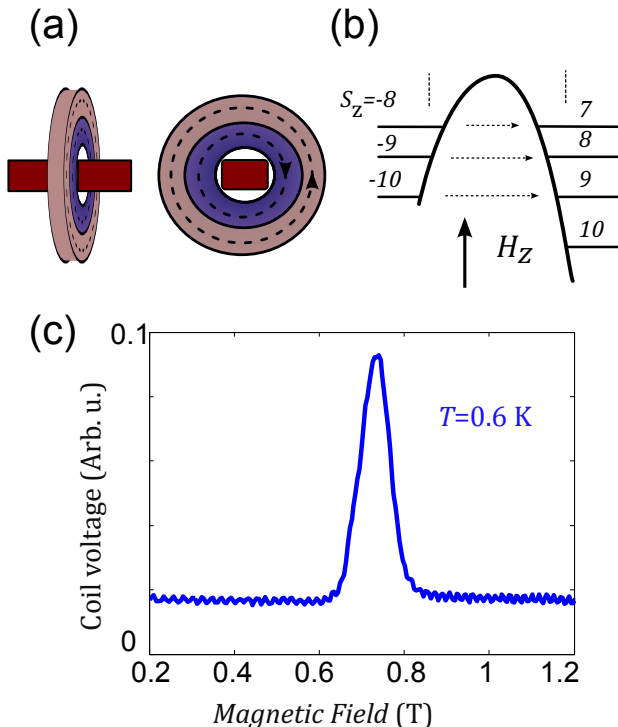 (a)
(b)
S_z=-8
7
-9
8
-10
9
10
H_Z
(c)
0.1
T=0.6 K
Coil voltage (Arb. u.)
0
0.2 0.4 0.6 0.8 1 1.2
Magnetic Field (T)